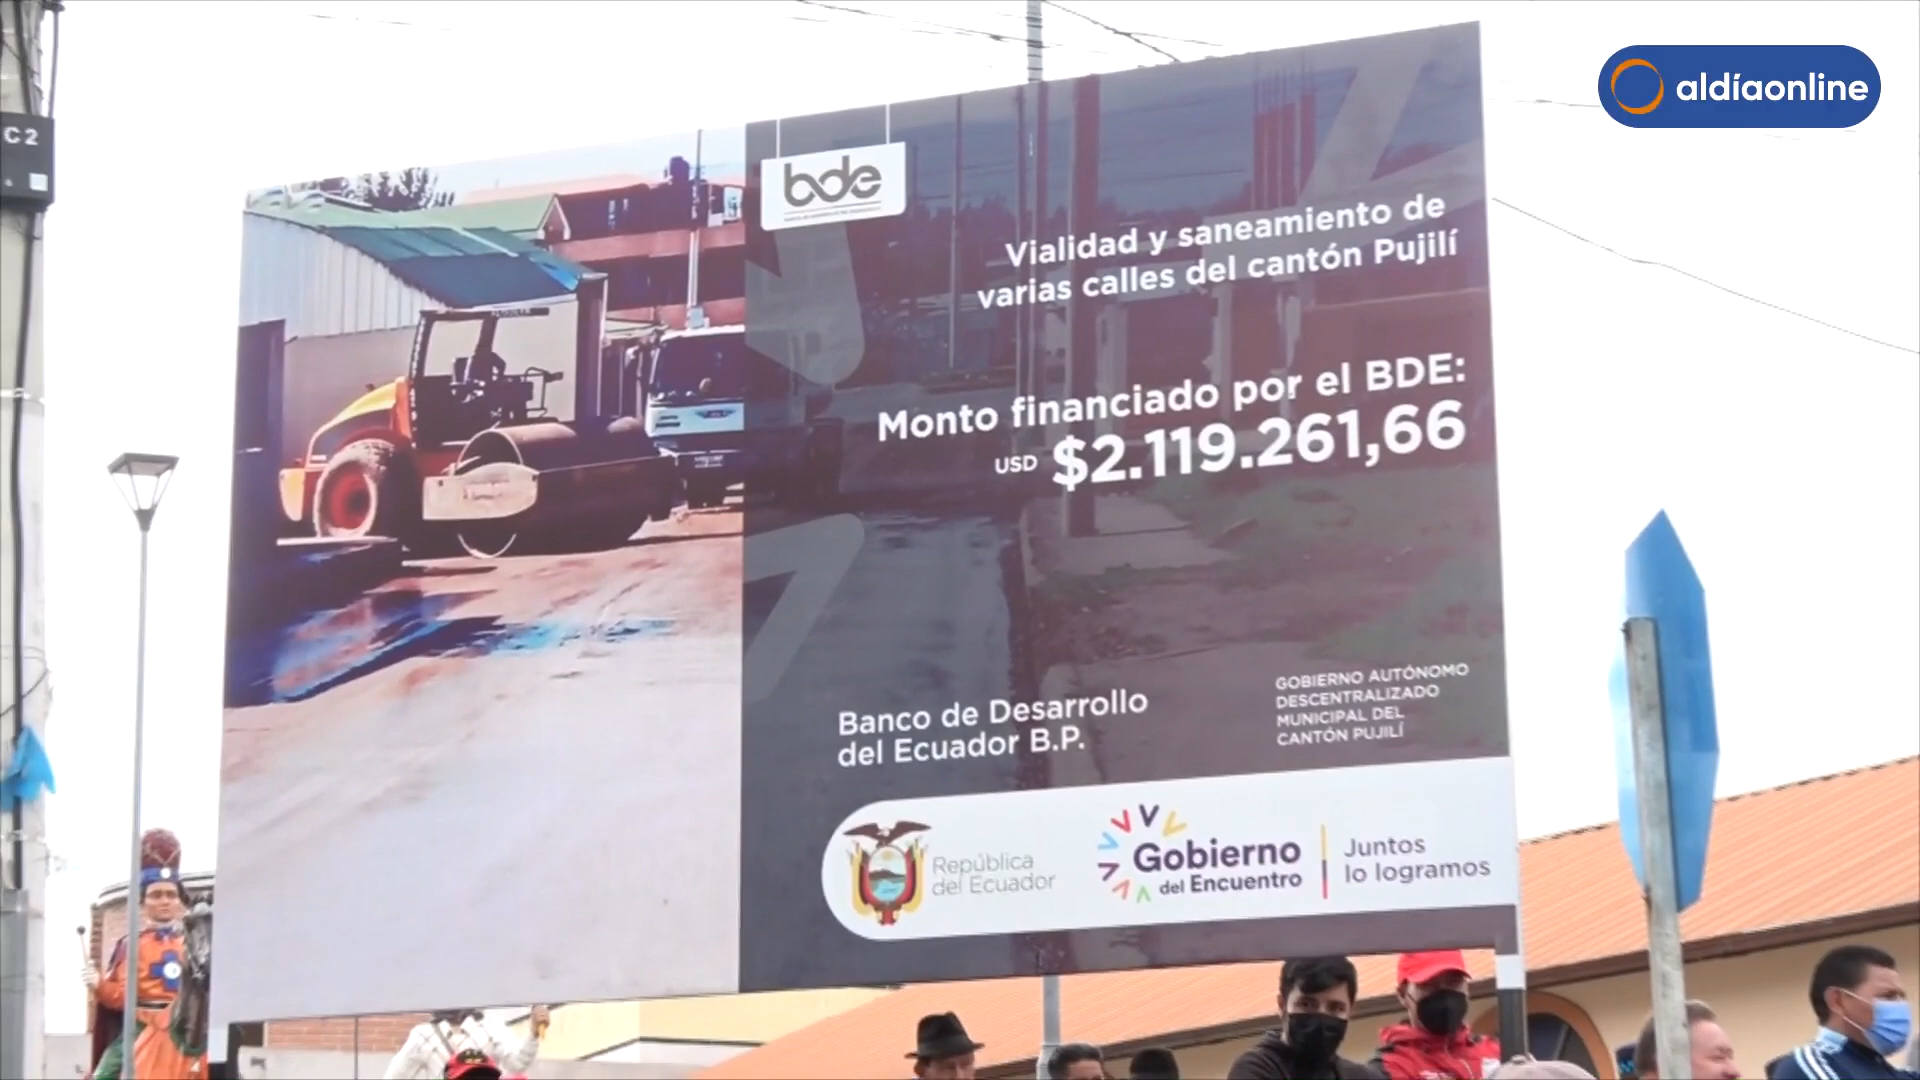 aldíaonline
C 2
bde
Vialidad y saneamiento de
varias calles del cantón Pujilí
Monto financiado por el BDE:
USD $2.119.261,66
Banco de Desarrollo
del Ecuador B.P.
GOBIERNO AUTÓNOMO
DESCENTRALIZADO
MUNICIPAL DEL
CANTÓN PUJILÍ
República
del Ecuador
Gobierno
del Encuentro
Juntos
lo logramos